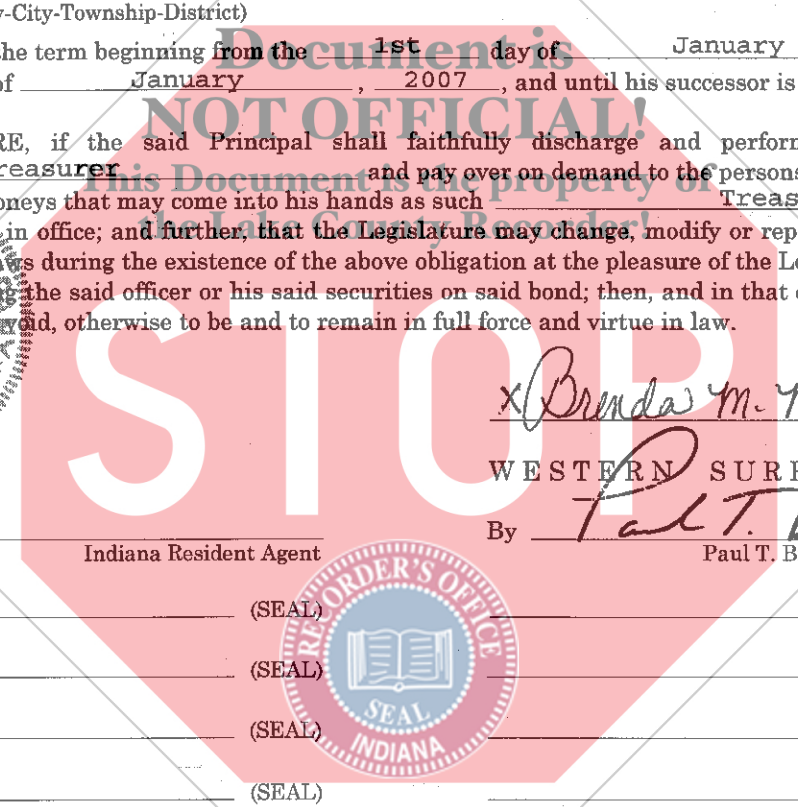 -City-Township-District)
he term beginning from the 1st day of January
of January , 2007 , and until his successor is
Document is
NOT OFFICIAL!
This Document is the property of
the Lake County Recorder!
RE, if the said Principal shall faithfully discharge and perform
reasurer and pay over on demand to the persons
oneys that may come into his hands as such Treas
in office; and further, that the Legislature may change, modify or rep
s during the existence of the above obligation at the pleasure of the Le
g the said officer or his said securities on said bond; then, and in that
void, otherwise to be and to remain in full force and virtue in law.
STOP
X Brenda M.
WESTERN SURE
By Paul T.
Indiana Resident Agent Paul T. B
(SEAL)
(SEAL)
(SEAL)
(SEAL)
RECORDER'S OFFICE
SEAL
INDIANA